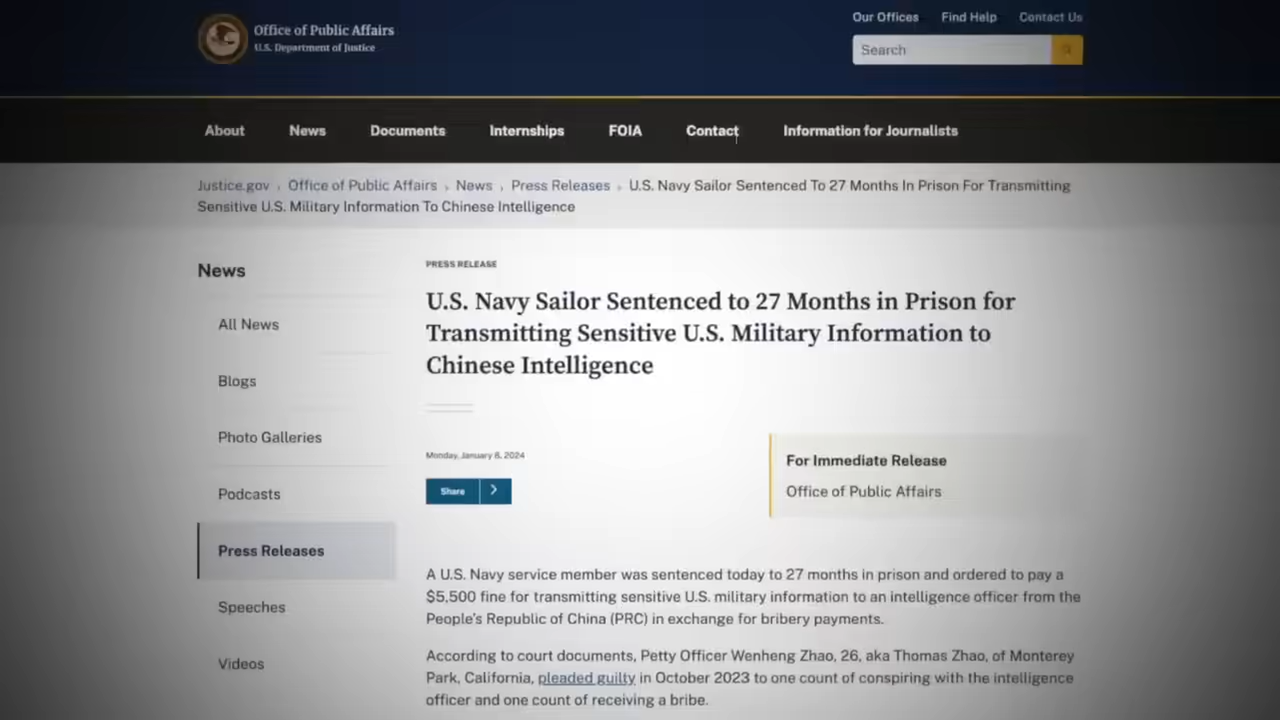 Office of Public Affairs
U.S. Department of Justice
Our Offices Find Help Contact Us
Search
About News Documents Internships FOIA Contact Information for Journalists
Justice.gov › Office of Public Affairs › News › Press Releases › U.S. Navy Sailor Sentenced To 27 Months In Prison For Transmitting
Sensitive U.S. Military Information To Chinese Intelligence
News
All News
Blogs
Photo Galleries
Podcasts
Press Releases
Speeches
Videos
PRESS RELEASE
U.S. Navy Sailor Sentenced to 27 Months in Prison for
Transmitting Sensitive U.S. Military Information to
Chinese Intelligence
Monday, January 8, 2024
Share
For Immediate Release
Office of Public Affairs
A U.S. Navy service member was sentenced today to 27 months in prison and ordered to pay a
$5,500 fine for transmitting sensitive U.S. military information to an intelligence officer from the
People's Republic of China (PRC) in exchange for bribery payments.
According to court documents, Petty Officer Wenheng Zhao, 26, aka Thomas Zhao, of Monterey
Park, California, pleaded guilty in October 2023 to one count of conspiring with the intelligence
officer and one count of receiving a bribe.